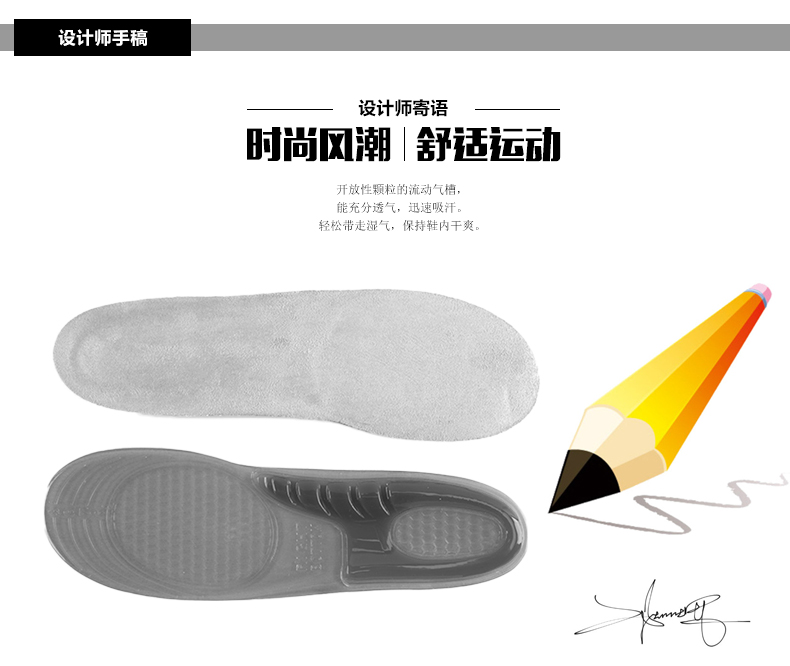 设计师手稿
设计师寄语
时尚风潮 | 舒适运动
开放性颗粒的流动气槽，
能充分透气，迅速吸汗。
轻松带走湿气，保持鞋内干爽。